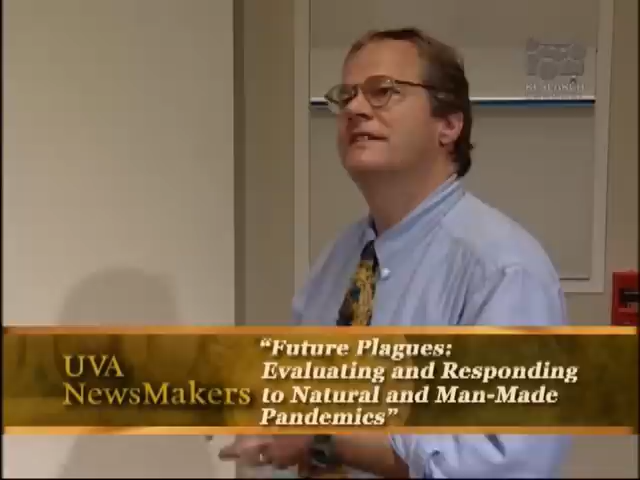 UVA
NewsMakers
“Future Plagues:
Evaluating and Responding
to Natural and Man-Made
Pandemics”